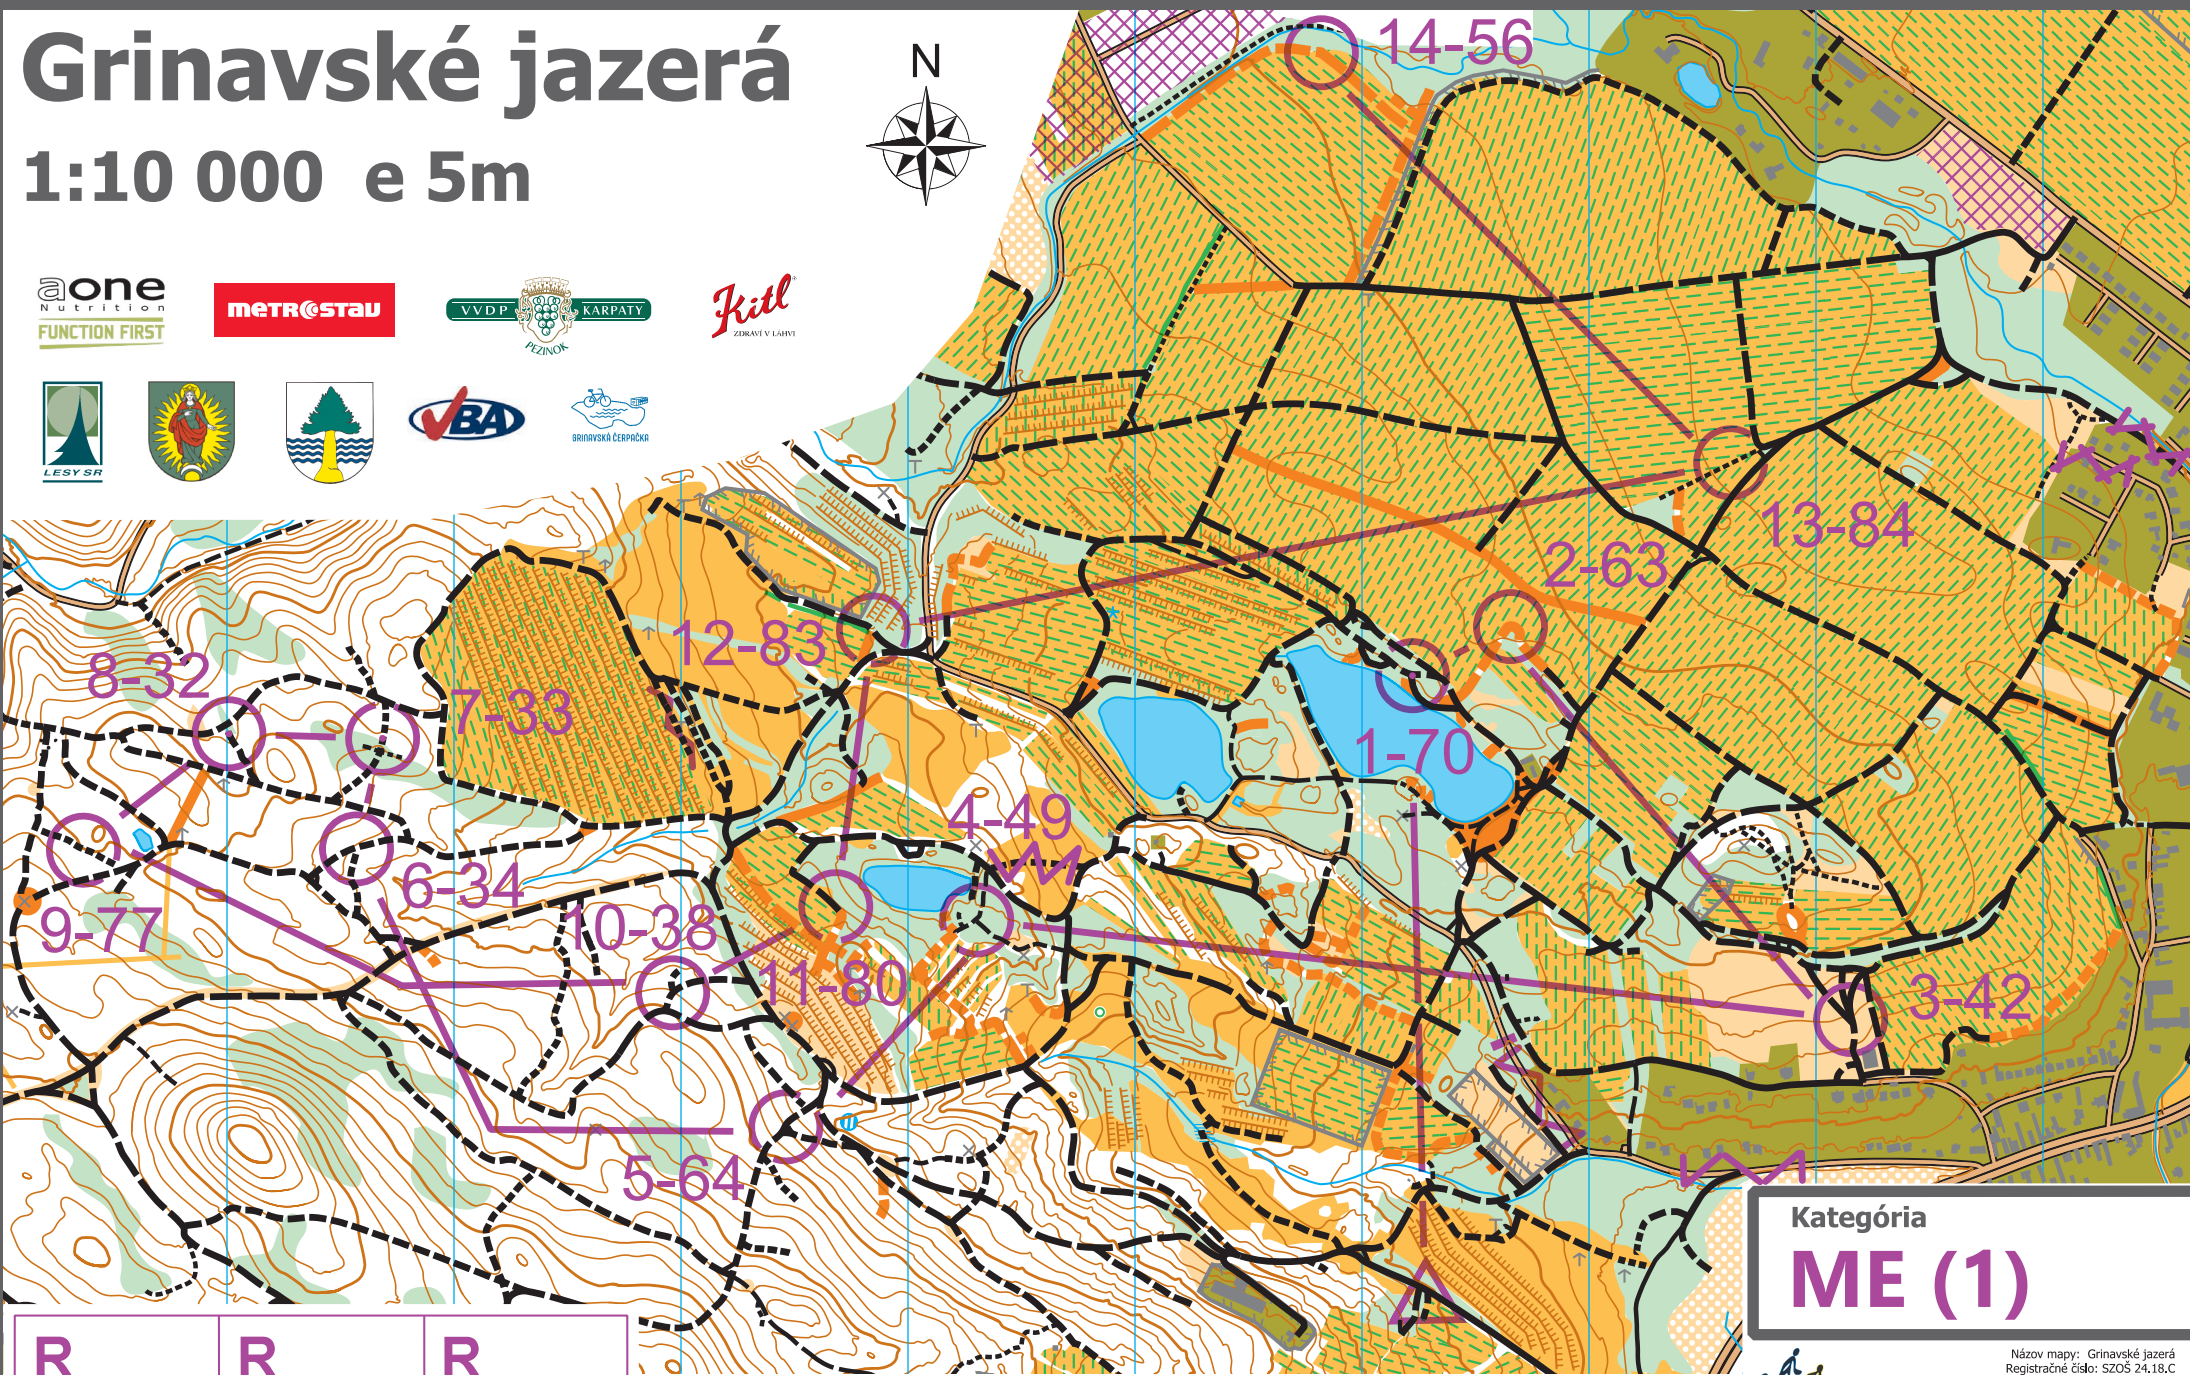 Grinavské jazerá
1:10 000 e 5m
N
aone
Nutrition
FUNCTION FIRST
METROSTAV
VVDP KARPATY
PEZINOK
Kitl
ZDRAVÍ V LÁHVI
LESY SR
VBA
GRINAVSKÁ ČERPAČKA
14-56
13-84
2-63
12-83
8-32
7-33
1-70
4-49
6-34
10-38
9-77
11-80
3-42
5-64
Kategória
ME (1)
R R R
Názov mapy: Grinavské jazerá
Registračné číslo: SZOŠ 24.18.C